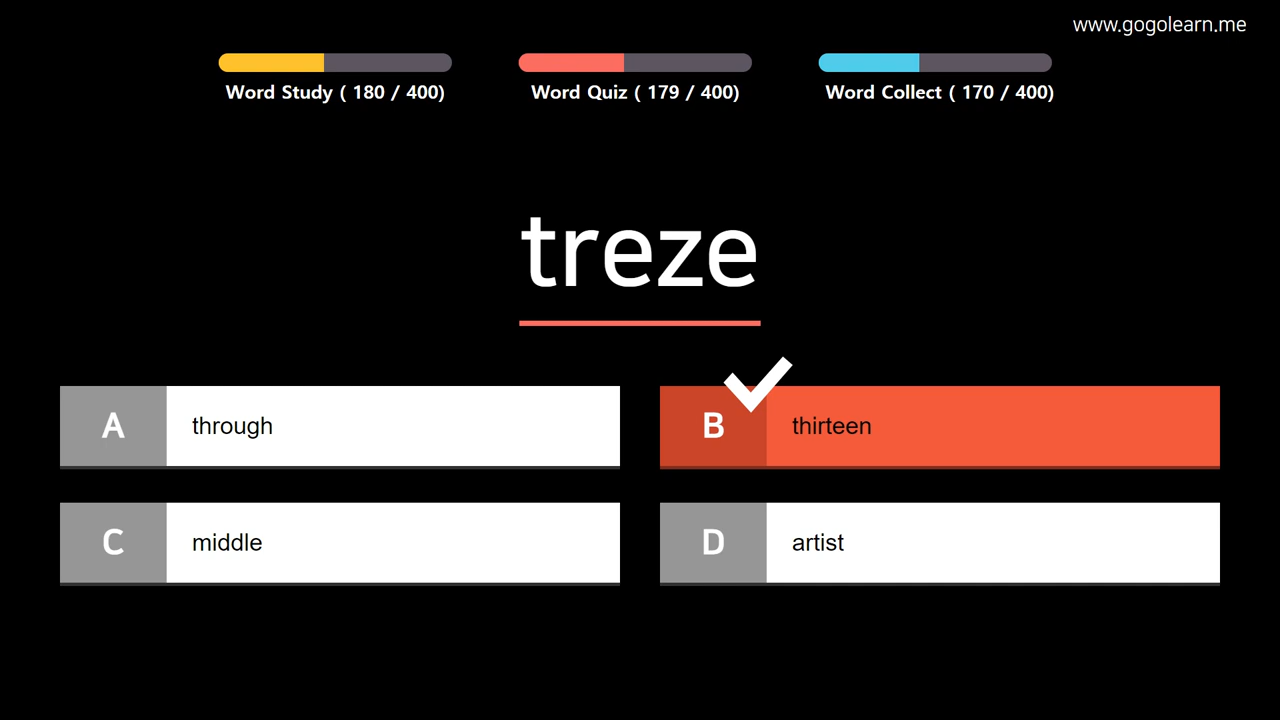 www.gogolearn.me
Word Study ( 180 / 400)
Word Quiz ( 179 / 400)
Word Collect ( 170 / 400)
treze
A through
B thirteen
C middle
D artist